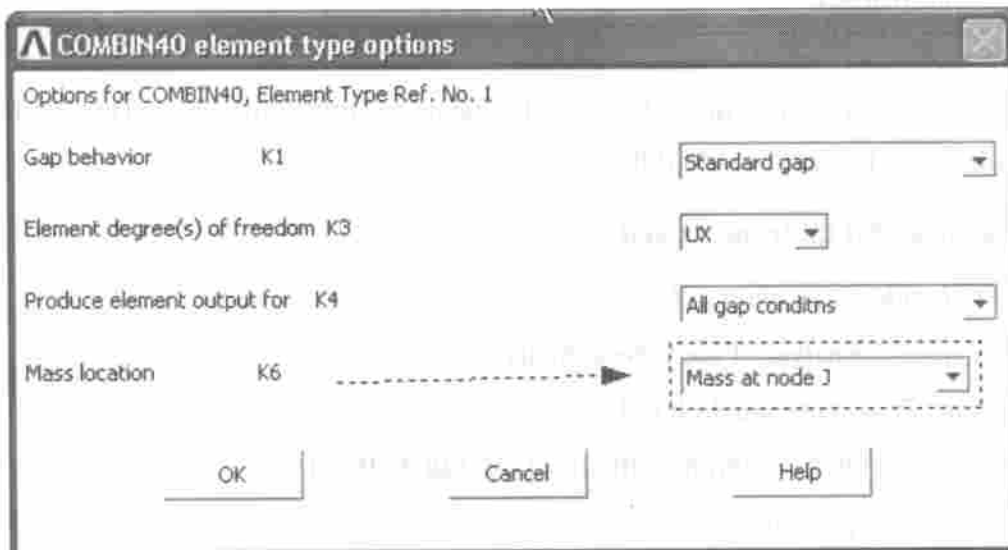 COMBIN40 element type options
Options for COMBIN40, Element Type Ref. No. 1
Gap behavior K1 Standard gap
Element degree(s) of freedom K3 UX
Produce element output for K4 All gap conditns
Mass location K6 Mass at node J
OK Cancel Help